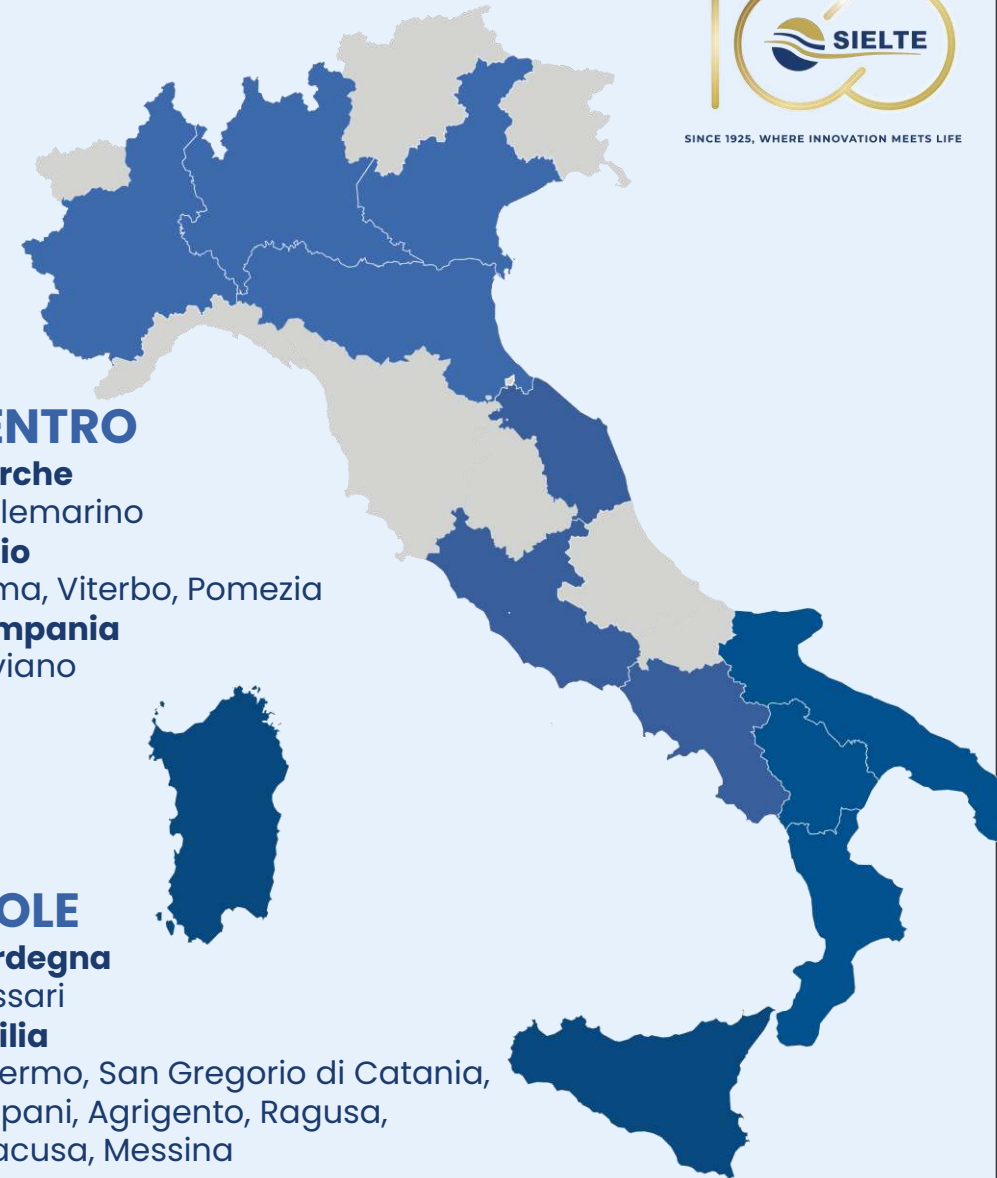 SIELTE
SINCE 1925, WHERE INNOVATION MEETS LIFE
ENTRO
rche
lemarino
io
ma, Viterbo, Pomezia
mpania
viano
OLE
rdegna
ssari
ilia
ermo, San Gregorio di Catania,
pani, Agrigento, Ragusa,
acusa, Messina